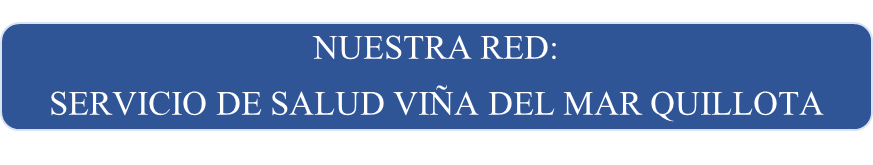 NUESTRA RED:
SERVICIO DE SALUD VIÑA DEL MAR QUILLOTA